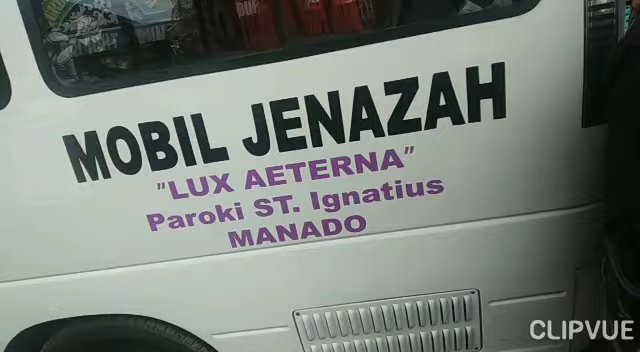 MOBIL JENAZAH
"LUX AETERNA"
Paroki ST. Ignatius
MANADO
CLIPVUE